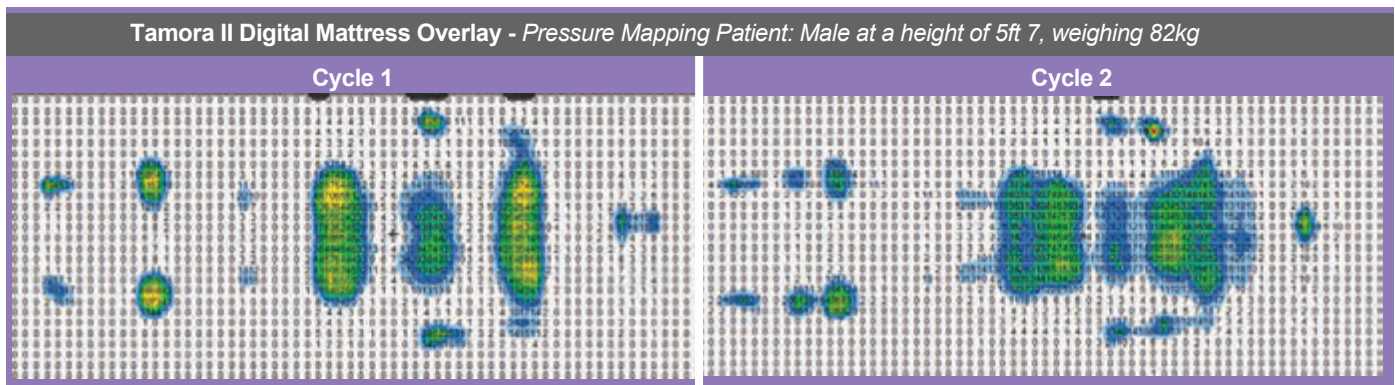 Tamora II Digital Mattress Overlay - Pressure Mapping Patient: Male at a height of 5ft 7, weighing 82kg
Cycle 1
Cycle 2